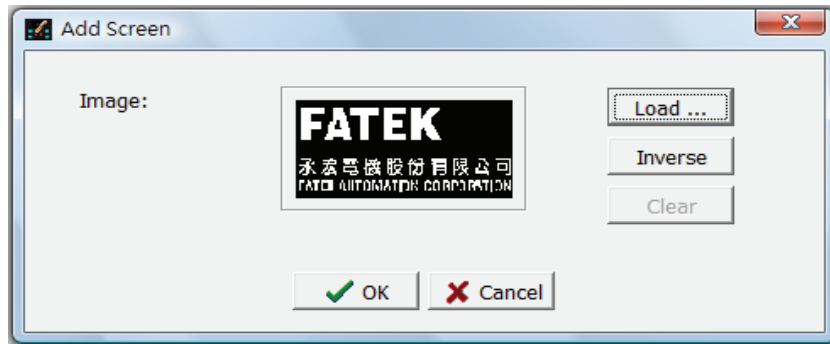 Add Screen
Image:
FATEK
永宏電機股份有限公司
FATEK AUTOMATION CORPORATION
Load ...
Inverse
Clear
OK
Cancel